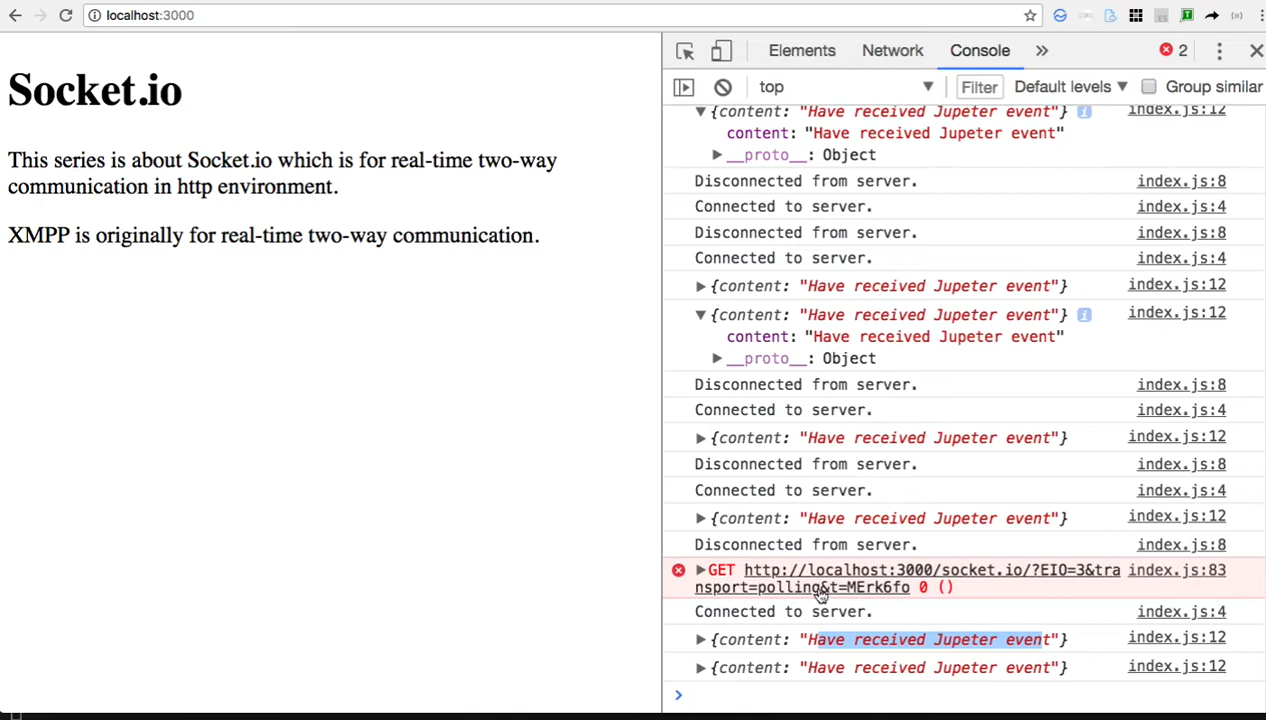 localhost:3000
Socket.io
This series is about Socket.io which is for real-time two-way
communication in http environment.
XMPP is originally for real-time two-way communication.
Elements Network Console » 2
top Filter Default levels Group similar
{content: "Have received Jupeter event"} index.js:12
content: "Have received Jupeter event"
__proto__: Object
Disconnected from server. index.js:8
Connected to server. index.js:4
Disconnected from server. index.js:8
Connected to server. index.js:4
{content: "Have received Jupeter event"} index.js:12
{content: "Have received Jupeter event"} index.js:12
content: "Have received Jupeter event"
__proto__: Object
Disconnected from server. index.js:8
Connected to server. index.js:4
{content: "Have received Jupeter event"} index.js:12
Disconnected from server. index.js:8
Connected to server. index.js:4
{content: "Have received Jupeter event"} index.js:12
Disconnected from server. index.js:8
GET http://localhost:3000/socket.io/?EIO=3&tra index.js:83
nsport=polling&t=MErk6fo 0 ()
Connected to server. index.js:4
{content: "Have received Jupeter event"} index.js:12
{content: "Have received Jupeter event"} index.js:12